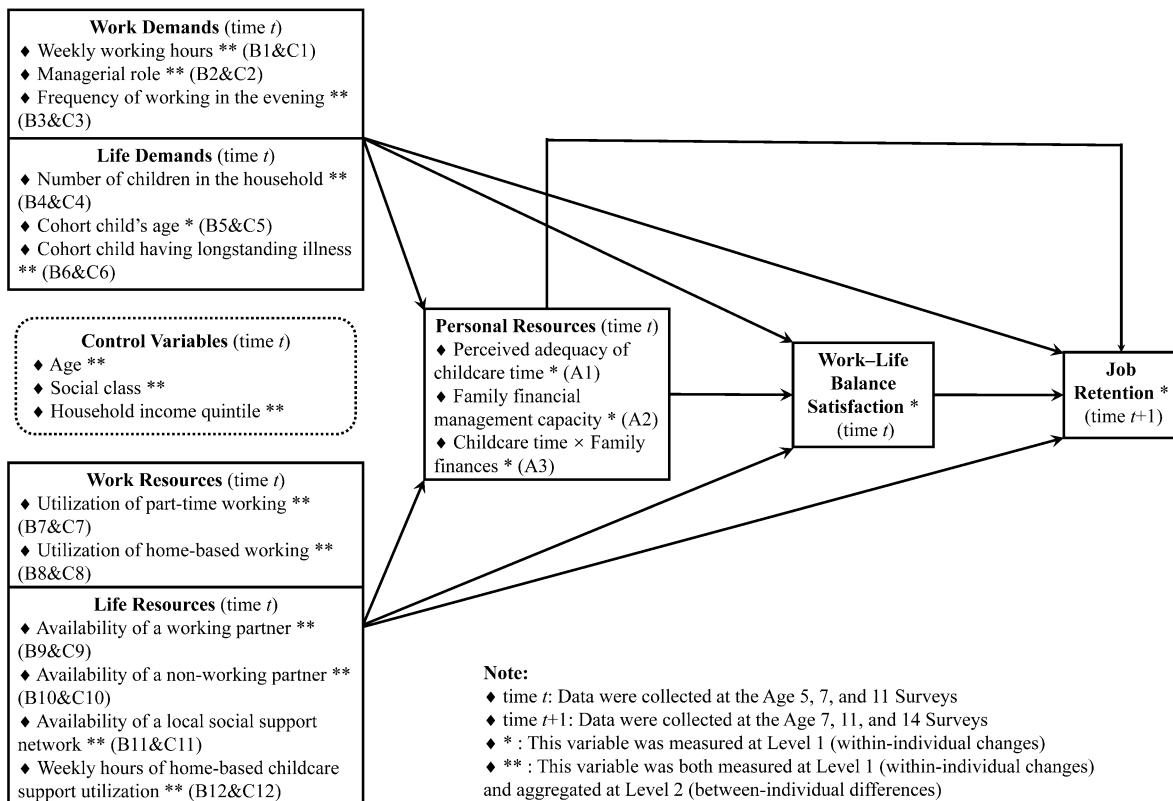 Work Demands (time t)
♦ Weekly working hours ** (B1&C1)
♦ Managerial role ** (B2&C2)
♦ Frequency of working in the evening **
(B3&C3)
Life Demands (time t)
♦ Number of children in the household **
(B4&C4)
♦ Cohort child’s age * (B5&C5)
♦ Cohort child having longstanding illness
** (B6&C6)
Control Variables (time t)
♦ Age **
♦ Social class **
♦ Household income quintile **
Work Resources (time t)
♦ Utilization of part-time working **
(B7&C7)
♦ Utilization of home-based working **
(B8&C8)
Life Resources (time t)
♦ Availability of a working partner **
(B9&C9)
♦ Availability of a non-working partner **
(B10&C10)
♦ Availability of a local social support
network ** (B11&C11)
♦ Weekly hours of home-based childcare
support utilization ** (B12&C12)
Personal Resources (time t)
♦ Perceived adequacy of
childcare time * (A1)
♦ Family financial
management capacity * (A2)
♦ Childcare time × Family
finances * (A3)
Work–Life
Balance
Satisfaction *
(time t)
Job
Retention *
(time t+1)
Note:
♦ time t: Data were collected at the Age 5, 7, and 11 Surveys
♦ time t+1: Data were collected at the Age 7, 11, and 14 Surveys
♦ * : This variable was measured at Level 1 (within-individual changes)
♦ ** : This variable was both measured at Level 1 (within-individual changes)
and aggregated at Level 2 (between-individual differences)